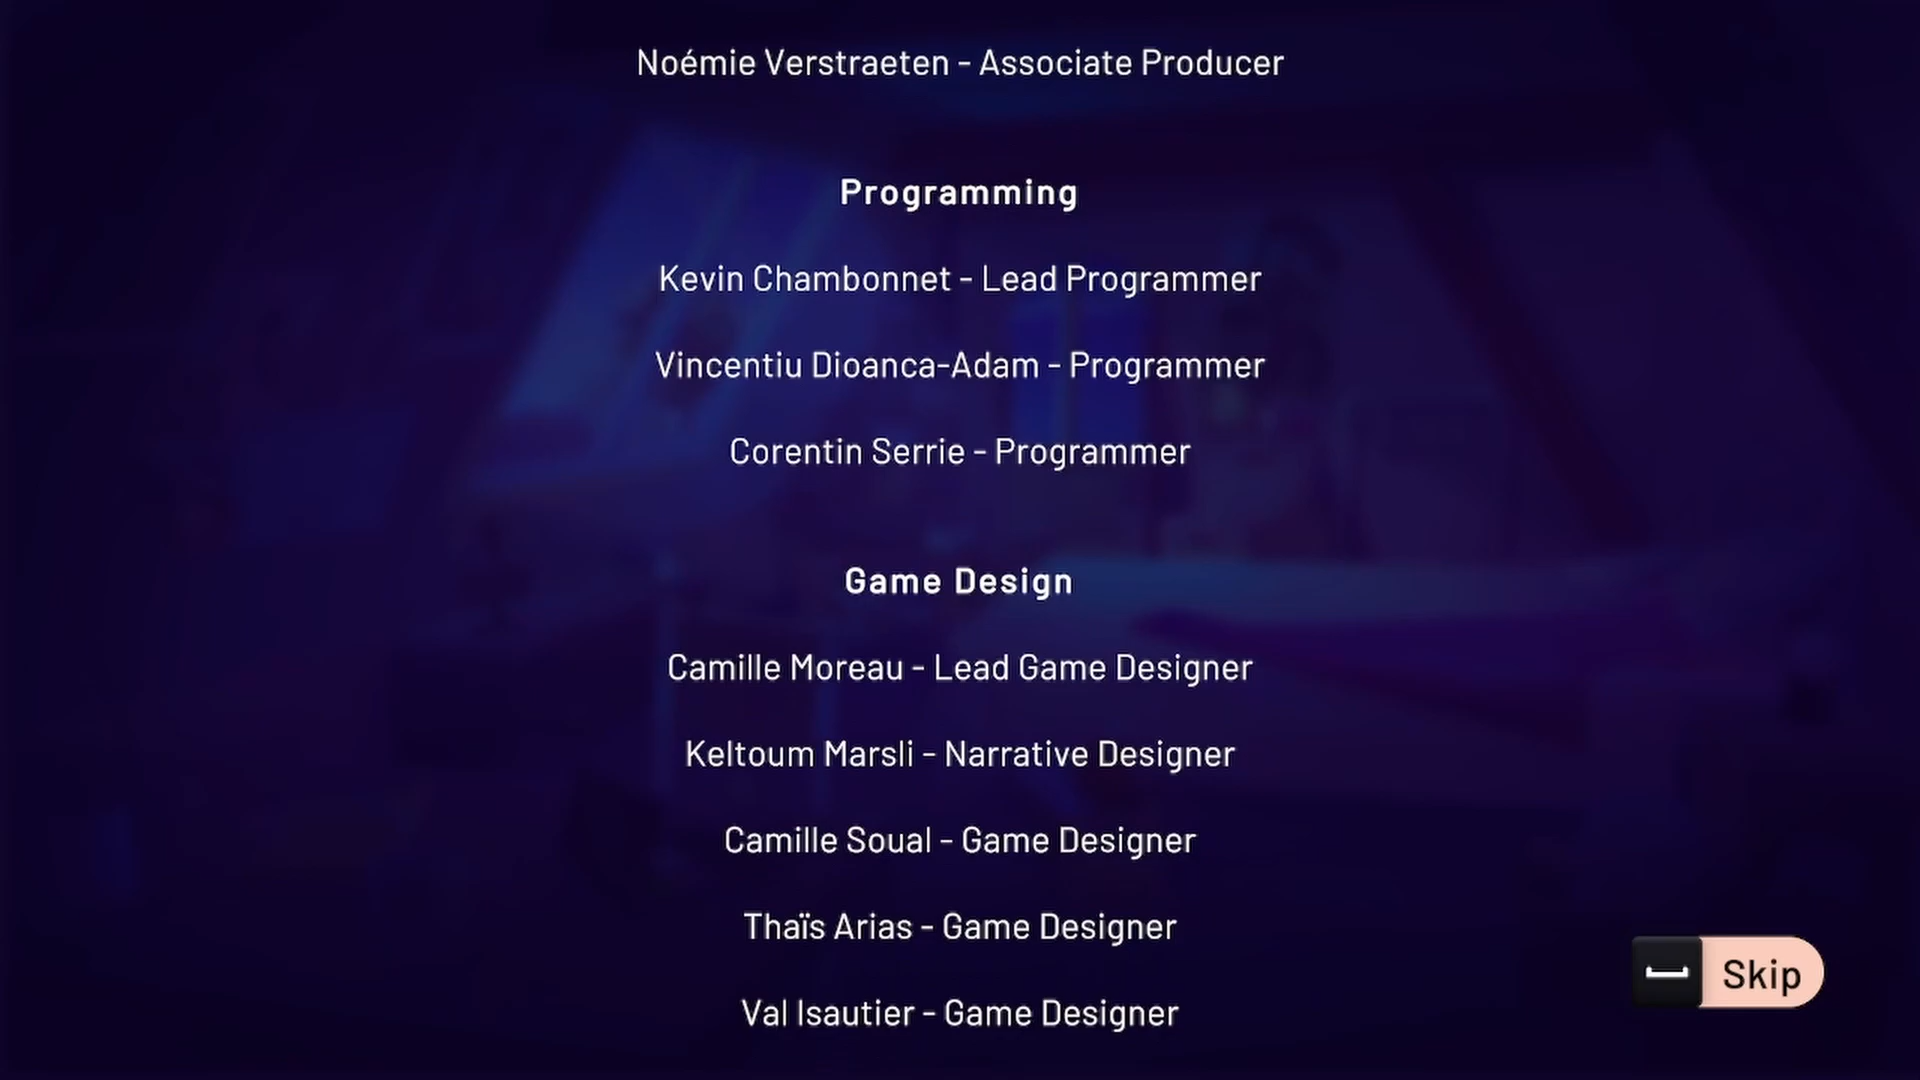 Noémie Verstraeten - Associate Producer
Programming
Kevin Chambonnet - Lead Programmer
Vincentiu Dioanca-Adam - Programmer
Corentin Serrie - Programmer
Game Design
Camille Moreau - Lead Game Designer
Keltoum Marsli - Narrative Designer
Camille Soual - Game Designer
Thaïs Arias - Game Designer
Val Isautier - Game Designer
Skip